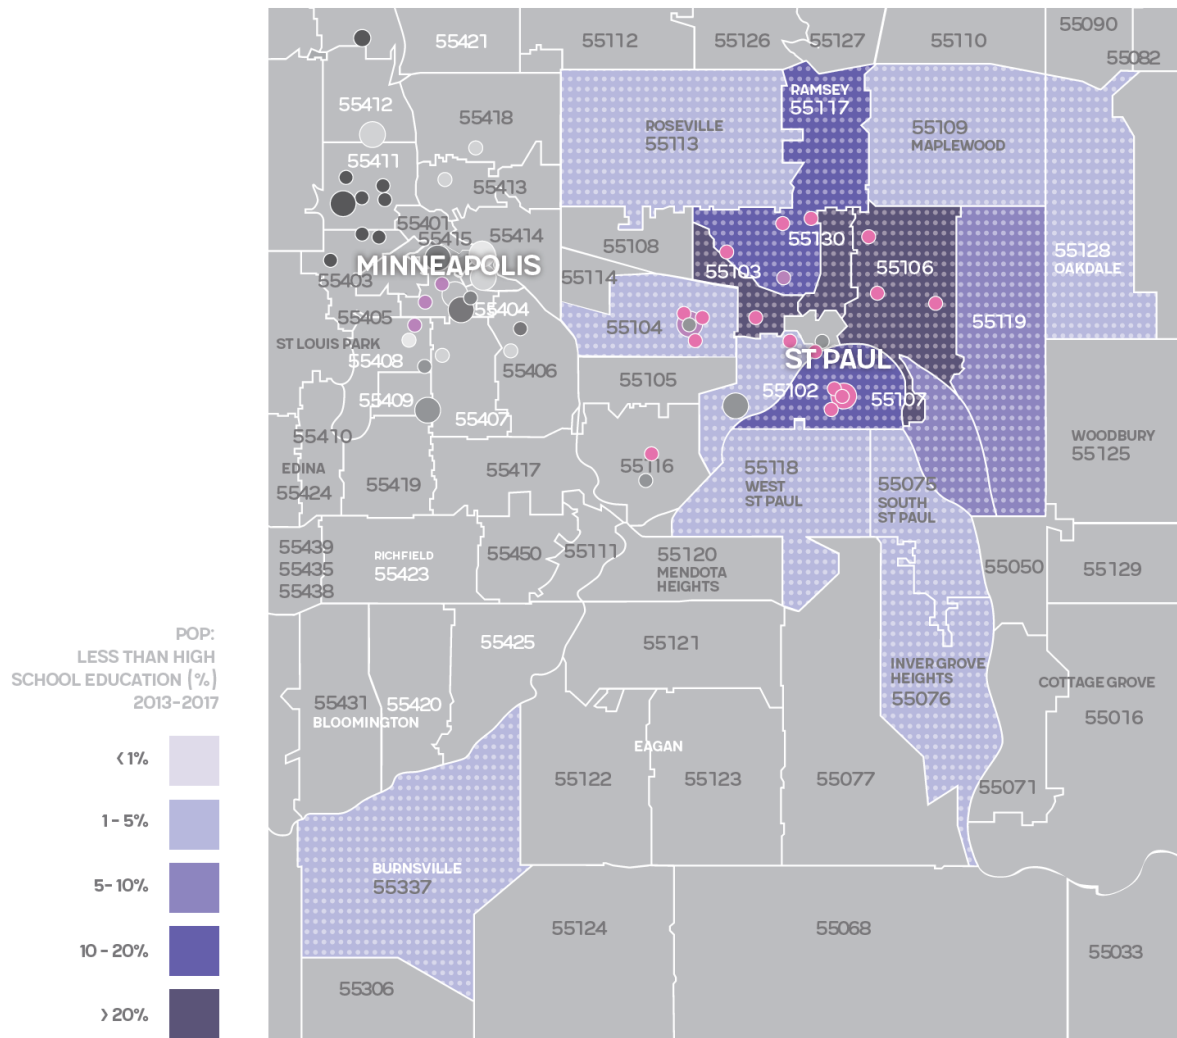 55421
55112
55126
55127
55110
55090
55082
55412
55418
RAMSEY
55117
ROSEVILLE
55113
55109
MAPLEWOOD
55411
55413
55401
55415
55414
55108
55130
55128
OAKDALE
MINNEAPOLIS
55403
55114
55103
55106
55405
55404
55104
55119
ST LOUIS PARK
55408
55406
ST PAUL
55105
55102
55107
55409
55407
55410
WOODBURY
55125
EDINA
55424
55419
55417
55116
55118
WEST
ST PAUL
55075
SOUTH
ST PAUL
55439
55435
55438
RICHFIELD
55423
55450
55111
55120
MENDOTA
HEIGHTS
55050
55129
55425
55121
INVER GROVE
HEIGHTS
55076
COTTAGE GROVE
55016
55431
55420
BLOOMINGTON
EAGAN
55122
55123
55077
55071
BURNSVILLE
55337
55124
55068
55033
55306
POP:
LESS THAN HIGH
SCHOOL EDUCATION (%)
2013-2017
< 1%
1 - 5%
5- 10%
10 - 20%
> 20%